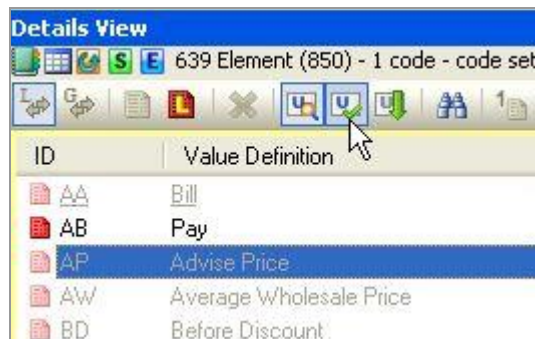 Details View
S E 639 Element (850) - 1 code - code set
I G L U U U 1
ID Value Definition
AA Bill
AB Pay
AP Advise Price
AW Average Wholesale Price
BD Before Discount